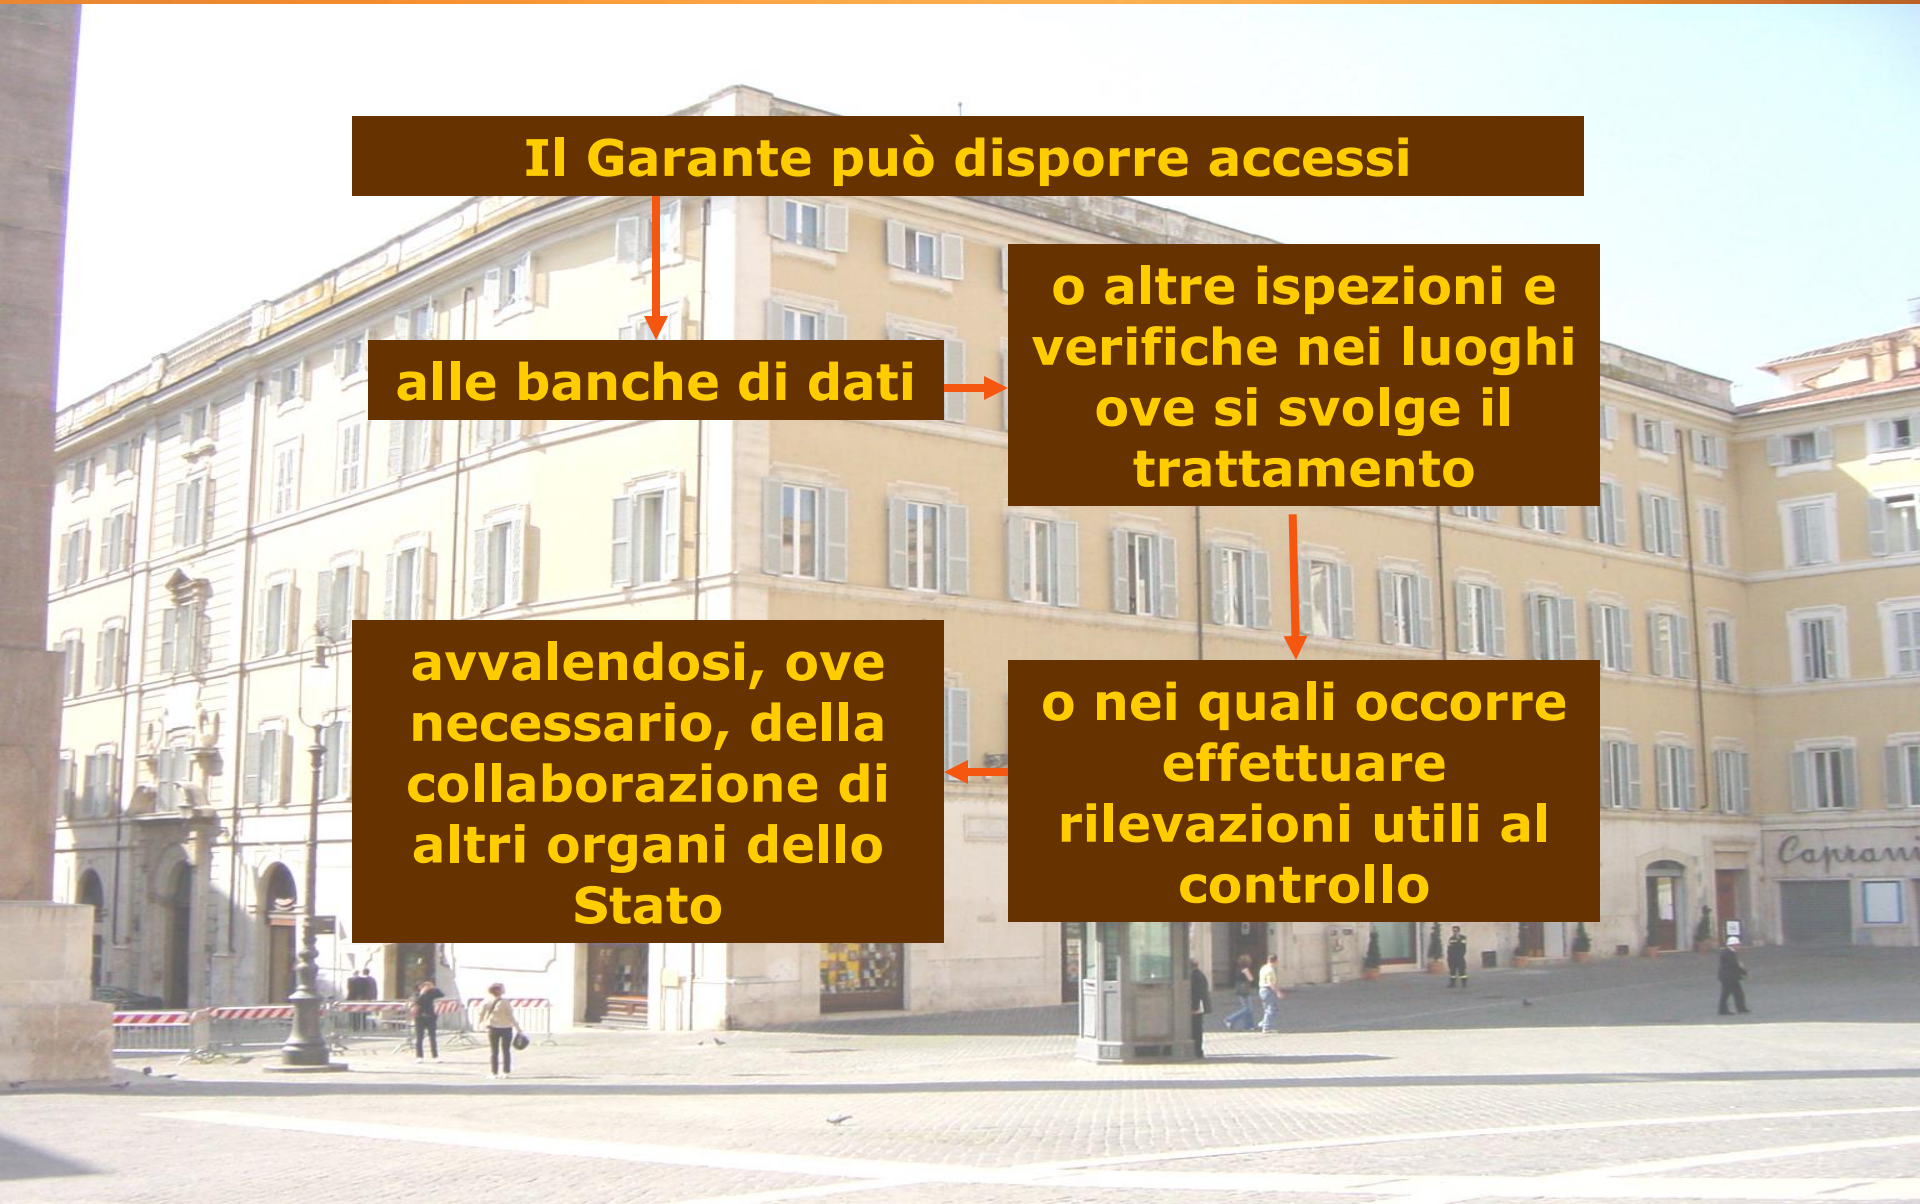 Il Garante può disporre accessi
alle banche di dati
o altre ispezioni e
verifiche nei luoghi
ove si svolge il
trattamento
o nei quali occorre
effettuare
rilevazioni utili al
controllo
avvalendosi, ove
necessario, della
collaborazione di
altri organi dello
Stato